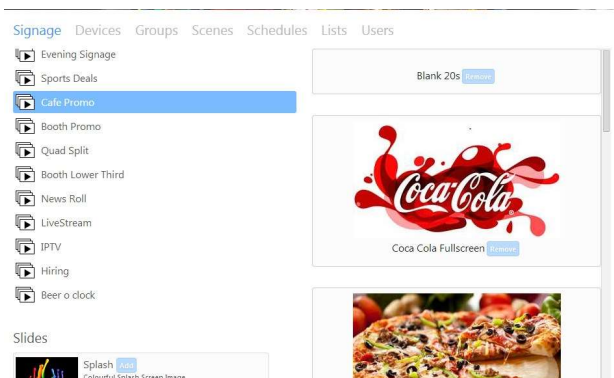 Signage Devices Groups Scenes Schedules Lists Users
Evening Signage
Sports Deals
Cafe Promo
Booth Promo
Quad Split
Booth Lower Third
News Roll
LiveStream
IPTV
Hiring
Beer o clock
Slides
Splash Add
Colourful Splash Screen Image
Blank 20s Remove
Coca-Cola
Coca Cola Fullscreen Remove